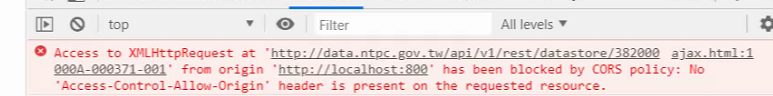 top Filter All levels
Access to XMLHttpRequest at 'http://data.ntpc.gov.tw/api/v1/rest/datastore/382000 ajax.html:1
000A-000371-001' from origin 'http://localhost:800' has been blocked by CORS policy: No
'Access-Control-Allow-Origin' header is present on the requested resource.